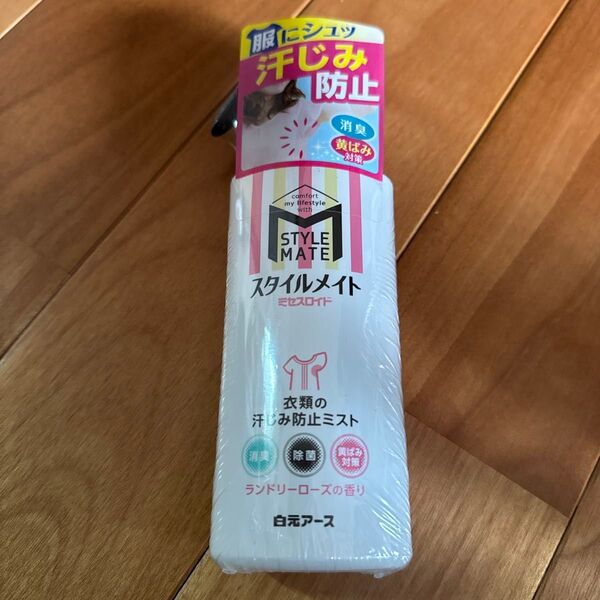 服にシュッ
汗じみ
防止
消臭
黄ばみ
対策
comfort
my lifestyle
with
M
STYLE
MATE
スタイルメイト
ミセスロイド
衣類の
汗じみ防止ミスト
消臭 除菌 黄ばみ
対策
ランドリーローズの香り
白元アース